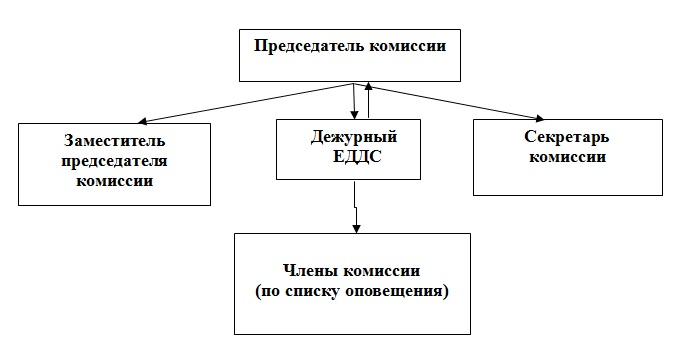 Председатель комиссии
Заместитель
председателя
комиссии
Дежурный
ЕДДС
Секретарь
комиссии
Члены комиссии
(по списку оповещения)